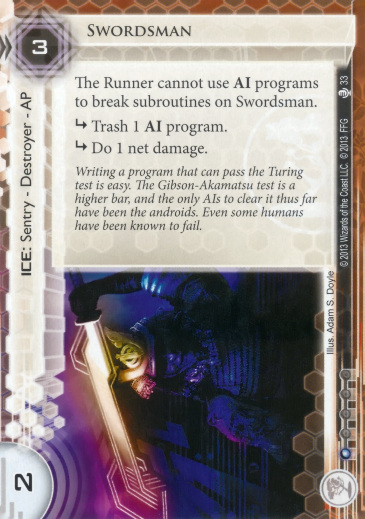 SWORDSMAN
3
The Runner cannot use AI programs
to break subroutines on Swordsman.
↳ Trash 1 AI program.
↳ Do 1 net damage.
Writing a program that can pass the Turing
test is easy. The Gibson-Akamatsu test is a
higher bar, and the only AIs to clear it thus far
have been the androids. Even some humans
have been known to fail.
ICE: Sentry - Destroyer - AP
2
Illus. Adam S. Doyle
© 2013 Wizards of the Coast LLC. © 2013 FFG
33